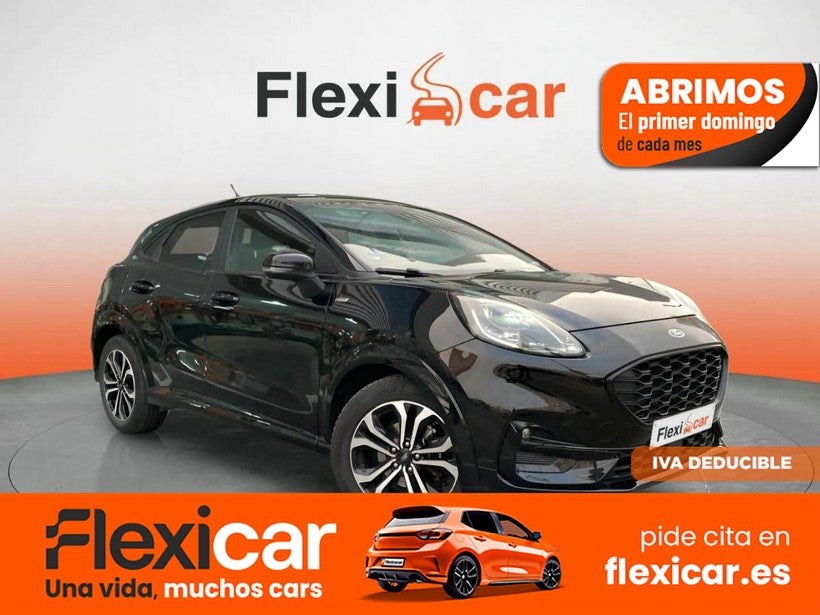 Flexicar
ABRIMOS
El primer domingo
de cada mes
Flexicar
IVA DEDUCIBLE
Flexicar
Una vida, muchos cars
pide cita en
flexicar.es